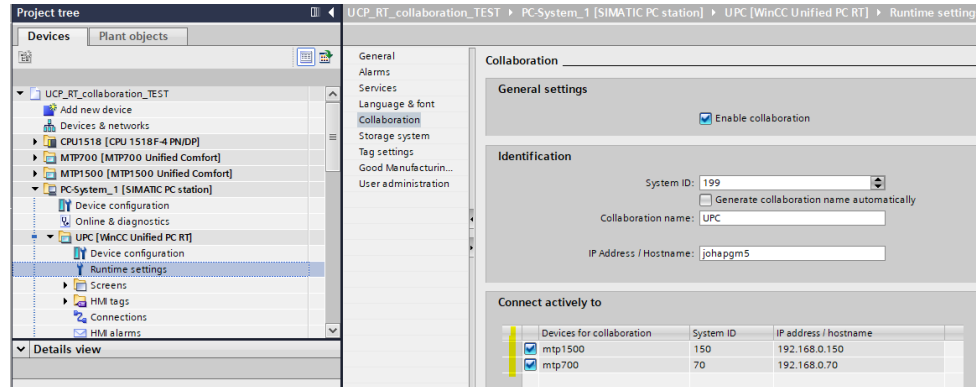 Project tree
Devices
Plant objects
UCP_RT_collaboration_TEST
Add new device
Devices & networks
CPU1518 [CPU 1518F-4 PN/DP]
MTP700 [MTP700 Unified Comfort]
MTP1500 [MTP1500 Unified Comfort]
PC-System_1 [SIMATIC PC station]
Device configuration
Online & diagnostics
UPC [WinCC Unified PC RT]
Device configuration
Runtime settings
Screens
HMI tags
Connections
HMI alarms
Details view
UCP_RT_collaboration_TEST ▸ PC-System_1 [SIMATIC PC station] ▸ UPC [WinCC Unified PC RT] ▸ Runtime setting
General
Alarms
Services
Language & font
Collaboration
Storage system
Tag settings
Good Manufacturin...
User administration
Collaboration
General settings
Enable collaboration
Identification
System ID: 199
Generate collaboration name automatically
Collaboration name: UPC
IP Address / Hostname: johapgm5
Connect actively to
Devices for collaboration System ID IP address / hostname
mtp1500 150 192.168.0.150
mtp700 70 192.168.0.70